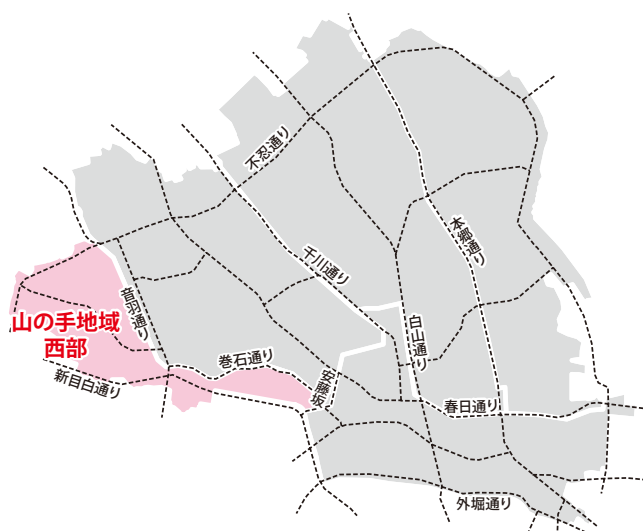 不忍通り
本郷通り
千川通り
音羽通り
山の手地域
西部
白山通り
巻石通り
安藤坂
新目白通り
春日通り
外堀通り